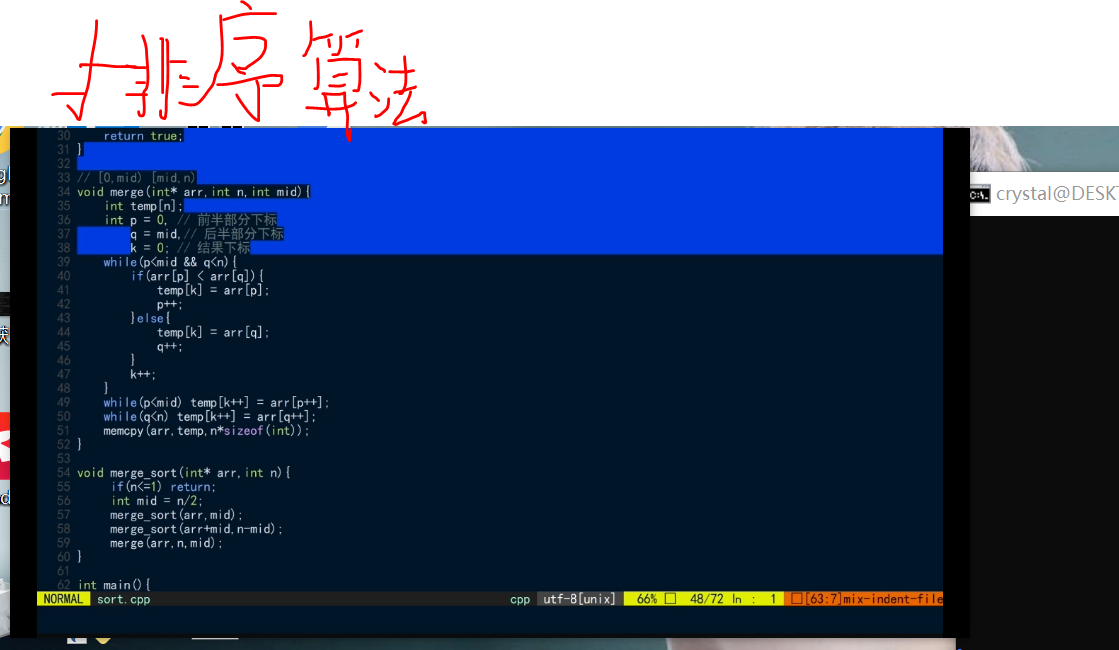 排序算法
30 return true;
31 }
32
33 // [0,mid) [mid,n)
34 void merge(int* arr,int n,int mid){
35 int temp[n];
36 int p = 0, // 前半部分下标
37 q = mid,// 后半部分下标
38 k = 0; // 结果下标
39 while(p<mid && q<n){
40 if(arr[p] < arr[q]){
41 temp[k] = arr[p];
42 p++;
43 }else{
44 temp[k] = arr[q];
45 q++;
46 }
47 k++;
48 }
49 while(p<mid) temp[k++] = arr[p++];
50 while(q<n) temp[k++] = arr[q++];
51 memcpy(arr,temp,n*sizeof(int));
52 }
53
54 void merge_sort(int* arr,int n){
55 if(n<=1) return;
56 int mid = n/2;
57 merge_sort(arr,mid);
58 merge_sort(arr+mid,n-mid);
59 merge(arr,n,mid);
60 }
61
62 int main(){
NORMAL sort.cpp cpp utf-8[unix] 66% 48/72 ln : 1 [63:7]mix-indent-file
crystal@DESKT